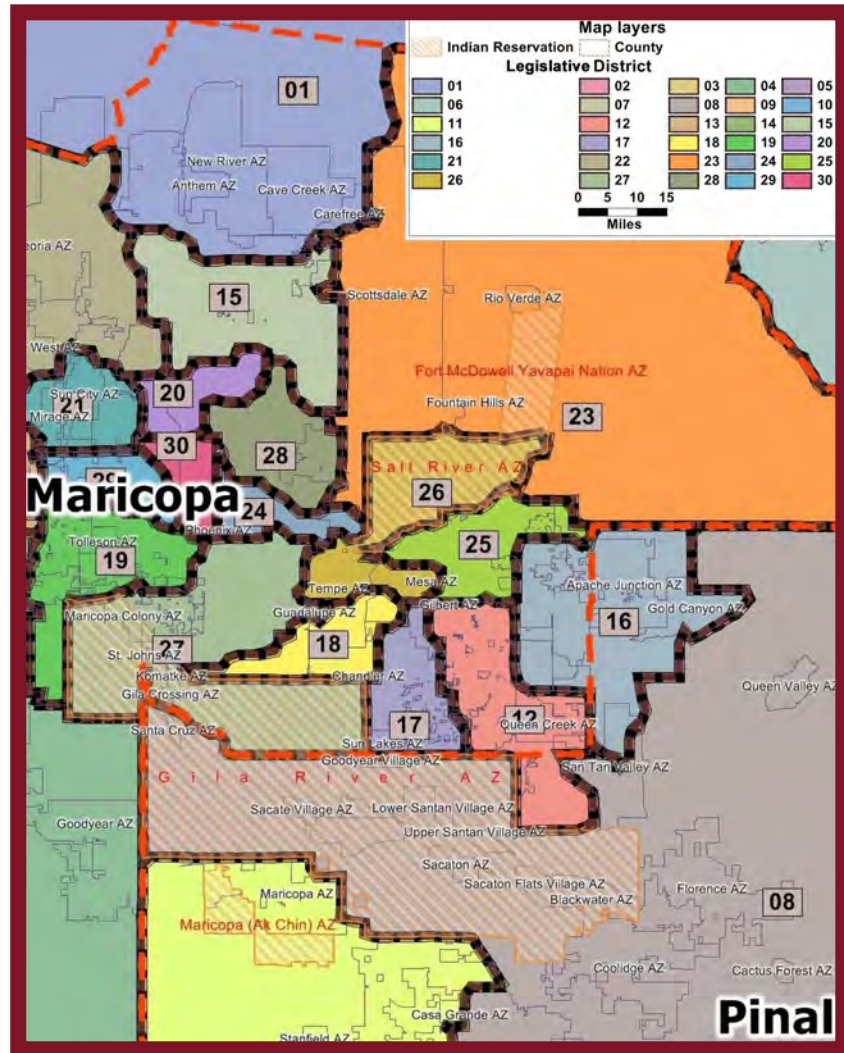 Map layers
Indian Reservation County
Legislative District
01 02 03 04 05
06 07 08 09 10
11 12 13 14 15
16 17 18 19 20
21 22 23 24 25
26 27 28 29 30
0 5 10 15
Miles
01
New River AZ
Anthem AZ
Cave Creek AZ
Carefree AZ
eoria AZ
15
Scottsdale AZ
Rio Verde AZ
West AZ
Fort McDowell Yavapai Nation AZ
20
Sun City AZ
21
Mirage AZ
Fountain Hills AZ
23
30
28
Salt River AZ
29
26
Maricopa
24
Phoenix AZ
Tolleson AZ
19
25
Tempe AZ
Mesa AZ
Apache Junction AZ
Gilbert AZ
Gold Canyon AZ
Maricopa Colony AZ
Guadalupe AZ
16
18
27
St. Johns AZ
Komatke AZ
Chandler AZ
Queen Valley AZ
Gila Crossing AZ
17
12
Queen Creek AZ
Santa Cruz AZ
Sun Lakes AZ
Goodyear Village AZ
San Tan Valley AZ
Gila River AZ
Sacate Village AZ
Lower Santan Village AZ
Goodyear AZ
Upper Santan Village AZ
Sacaton AZ
Sacaton Flats Village AZ
Maricopa AZ
Blackwater AZ
Florence AZ
08
Maricopa (Ak Chin) AZ
Coolidge AZ
Cactus Forest AZ
Casa Grande AZ
Pinal
Stanfield AZ